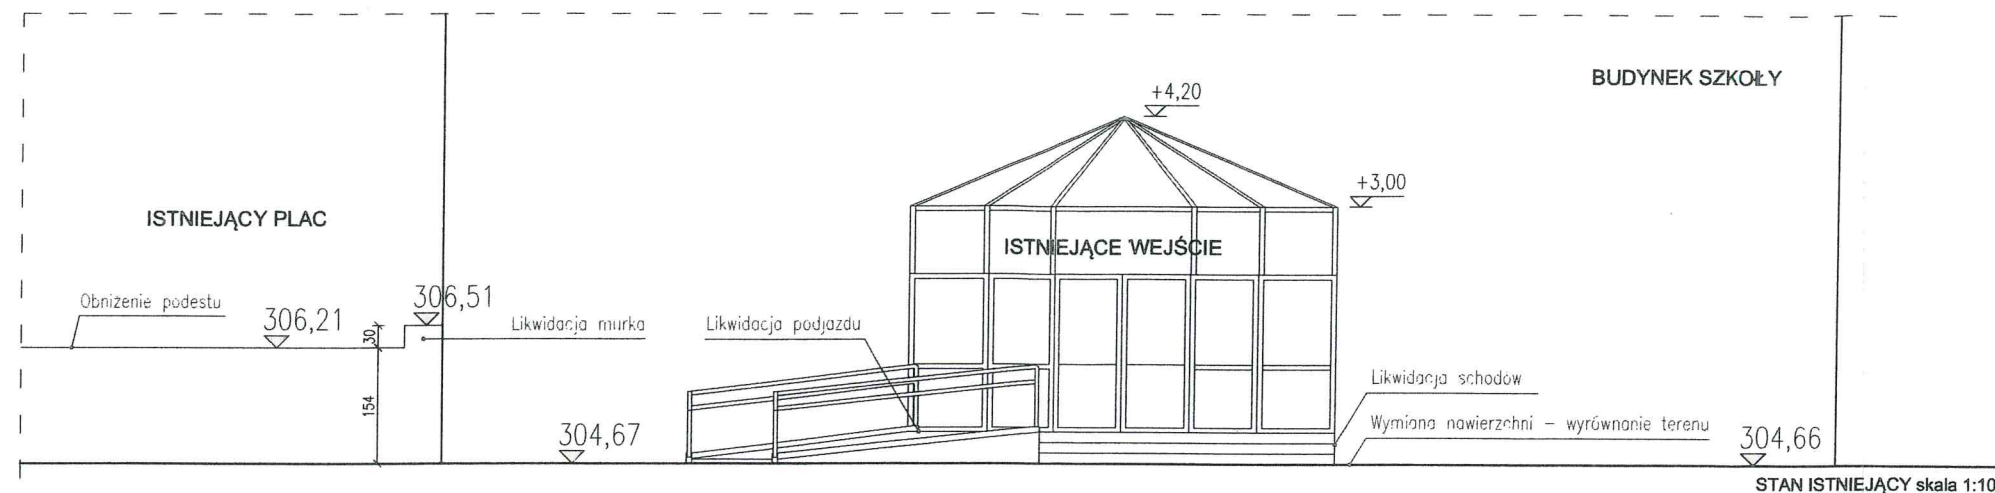 BUDYNEK SZKOŁY
+4,20
+3,00
ISTNIEJĄCY PLAC
ISTNIEJĄCE WEJŚCIE
Obniżenie podestu
306,21
306,51
30
Likwidacja murka
Likwidacja podjazdu
154
304,67
Likwidacja schodów
Wymiana nawierzchni – wyrównanie terenu
304,66
STAN ISTNIEJĄCY skala 1:10